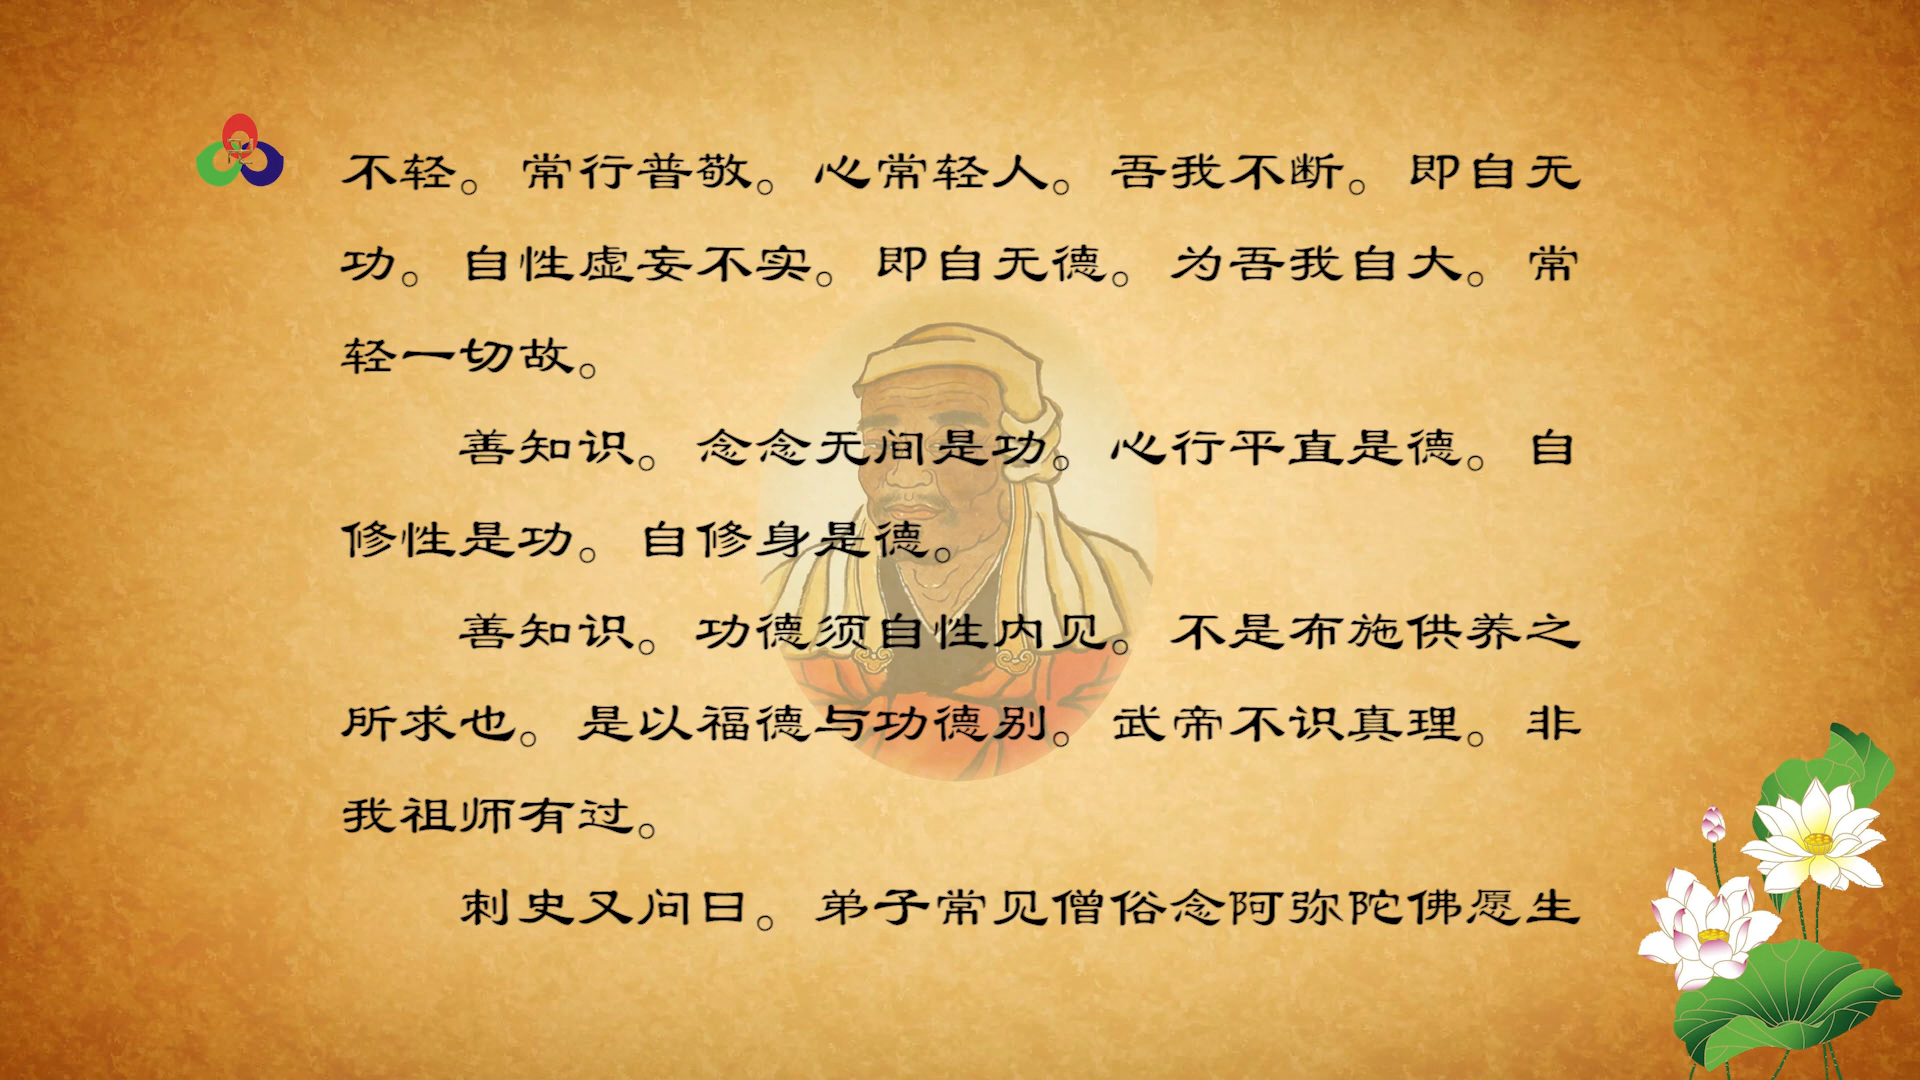 不轻。常行普敬。心常轻人。吾我不断。即自无
功。自性虚妄不实。即自无德。为吾我自大。常
轻一切故。
善知识。念念无间是功。心行平直是德。自
修性是功。自修身是德。
善知识。功德须自性内见。不是布施供养之
所求也。是以福德与功德别。武帝不识真理。非
我祖师有过。
刺史又问曰。弟子常见僧俗念阿弥陀佛愿生